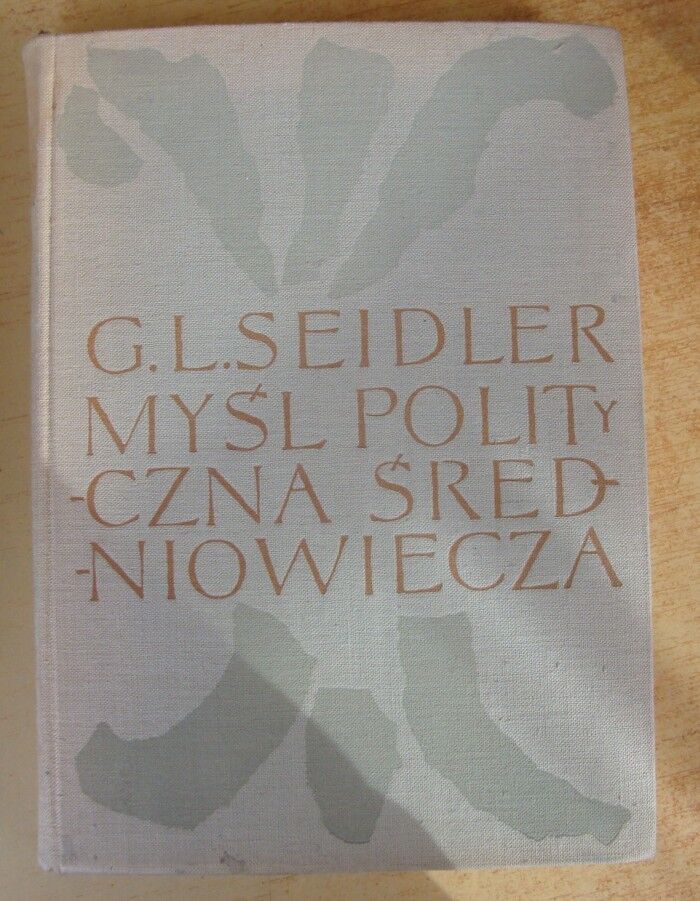 G. L. SEIDLER
MYŚL POLITY
-CZNA ŚRED-
-NIOWIECZA